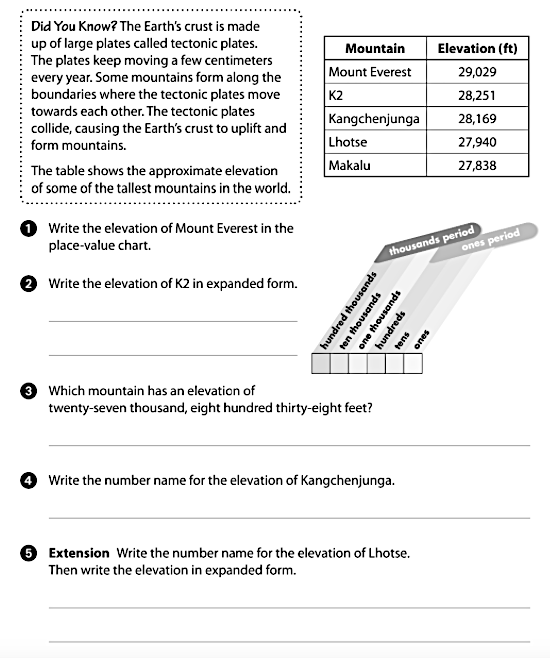 Did You Know? The Earth's crust is made
up of large plates called tectonic plates.
The plates keep moving a few centimeters
every year. Some mountains form along the
boundaries where the tectonic plates move
towards each other. The tectonic plates
collide, causing the Earth's crust to uplift and
form mountains.
The table shows the approximate elevation
of some of the tallest mountains in the world.
Mountain Elevation (ft)
Mount Everest 29,029
K2 28,251
Kangchenjunga 28,169
Lhotse 27,940
Makalu 27,838
1 Write the elevation of Mount Everest in the
place-value chart.
thousands period
ones period
hundred thousands
ten thousands
one thousands
hundreds
tens
ones
2 Write the elevation of K2 in expanded form.
3 Which mountain has an elevation of
twenty-seven thousand, eight hundred thirty-eight feet?
4 Write the number name for the elevation of Kangchenjunga.
5 Extension Write the number name for the elevation of Lhotse.
Then write the elevation in expanded form.